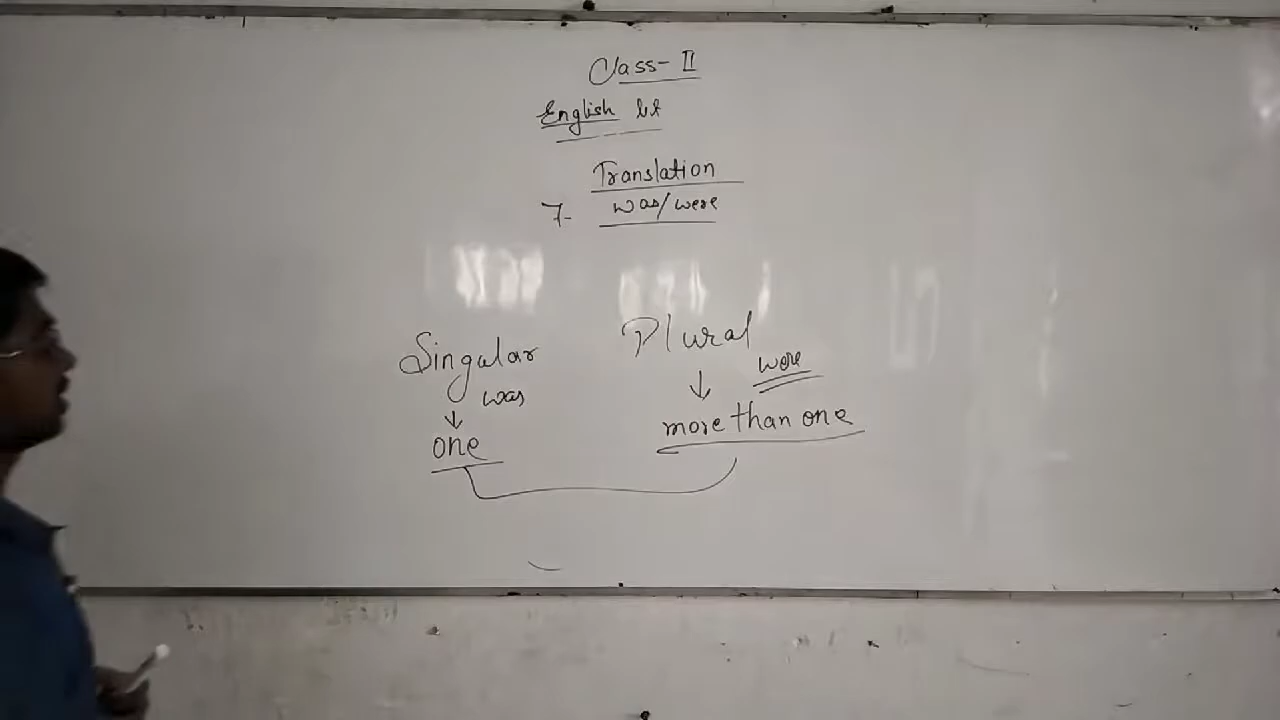 Class- II
English
Translation
7- was/were
Singular
was
one
Plural
were
more than one